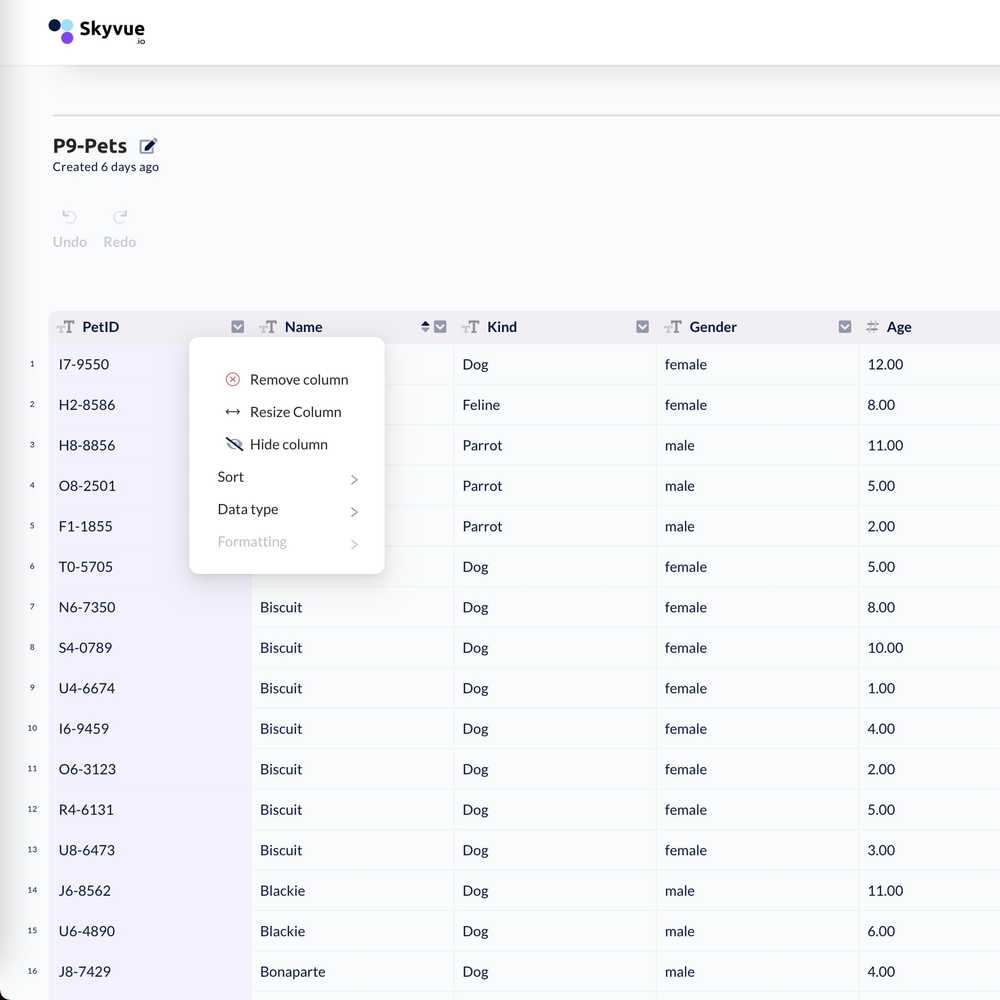 Skyvue
.io
P9-Pets
Created 6 days ago
Undo Redo
PetID Name Kind Gender Age
1 I7-9550 Dog female 12.00
2 H2-8586 Feline female 8.00
3 H8-8856 Parrot male 11.00
4 O8-2501 Parrot male 5.00
5 F1-1855 Parrot male 2.00
6 T0-5705 Dog female 5.00
Remove column
Resize Column
Hide column
Sort
Data type
Formatting
7 N6-7350 Biscuit Dog female 8.00
8 S4-0789 Biscuit Dog female 10.00
9 U4-6674 Biscuit Dog female 1.00
10 I6-9459 Biscuit Dog female 4.00
11 O6-3123 Biscuit Dog female 2.00
12 R4-6131 Biscuit Dog female 5.00
13 U8-6473 Biscuit Dog female 3.00
14 J6-8562 Blackie Dog male 11.00
15 U6-4890 Blackie Dog male 6.00
16 J8-7429 Bonaparte Dog male 4.00